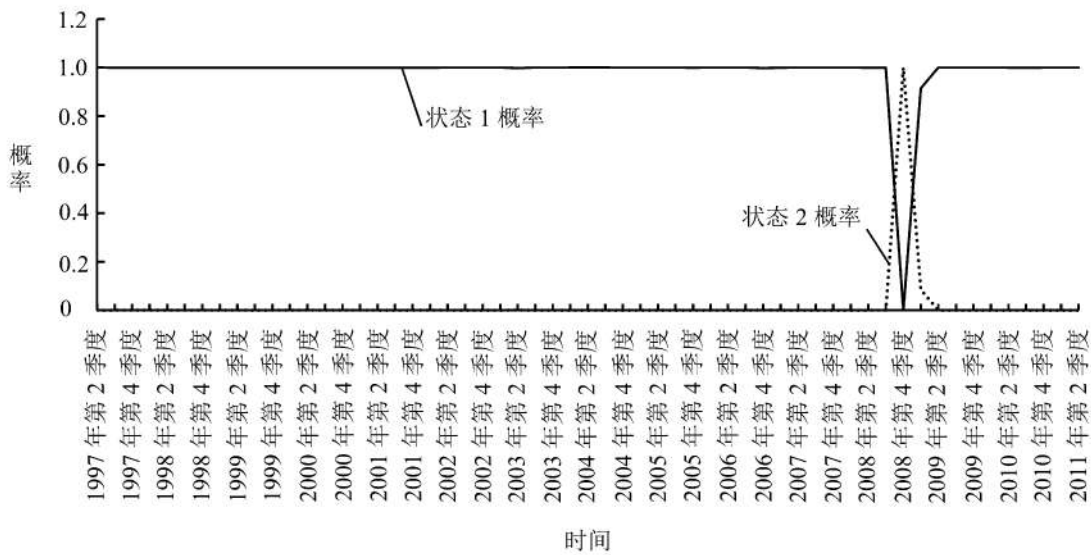 1.2
1.0
0.8
0.6
0.4
0.2
0
概率
状态 1 概率
状态 2 概率
1997 年第 2 季度
1997 年第 4 季度
1998 年第 2 季度
1998 年第 4 季度
1999 年第 2 季度
1999 年第 4 季度
2000 年第 2 季度
2000 年第 4 季度
2001 年第 2 季度
2001 年第 4 季度
2002 年第 2 季度
2002 年第 4 季度
2003 年第 2 季度
2003 年第 4 季度
2004 年第 2 季度
2004 年第 4 季度
2005 年第 2 季度
2005 年第 4 季度
2006 年第 2 季度
2006 年第 4 季度
2007 年第 2 季度
2007 年第 4 季度
2008 年第 2 季度
2008 年第 4 季度
2009 年第 2 季度
2009 年第 4 季度
2010 年第 2 季度
2010 年第 4 季度
2011 年第 2 季度
时间